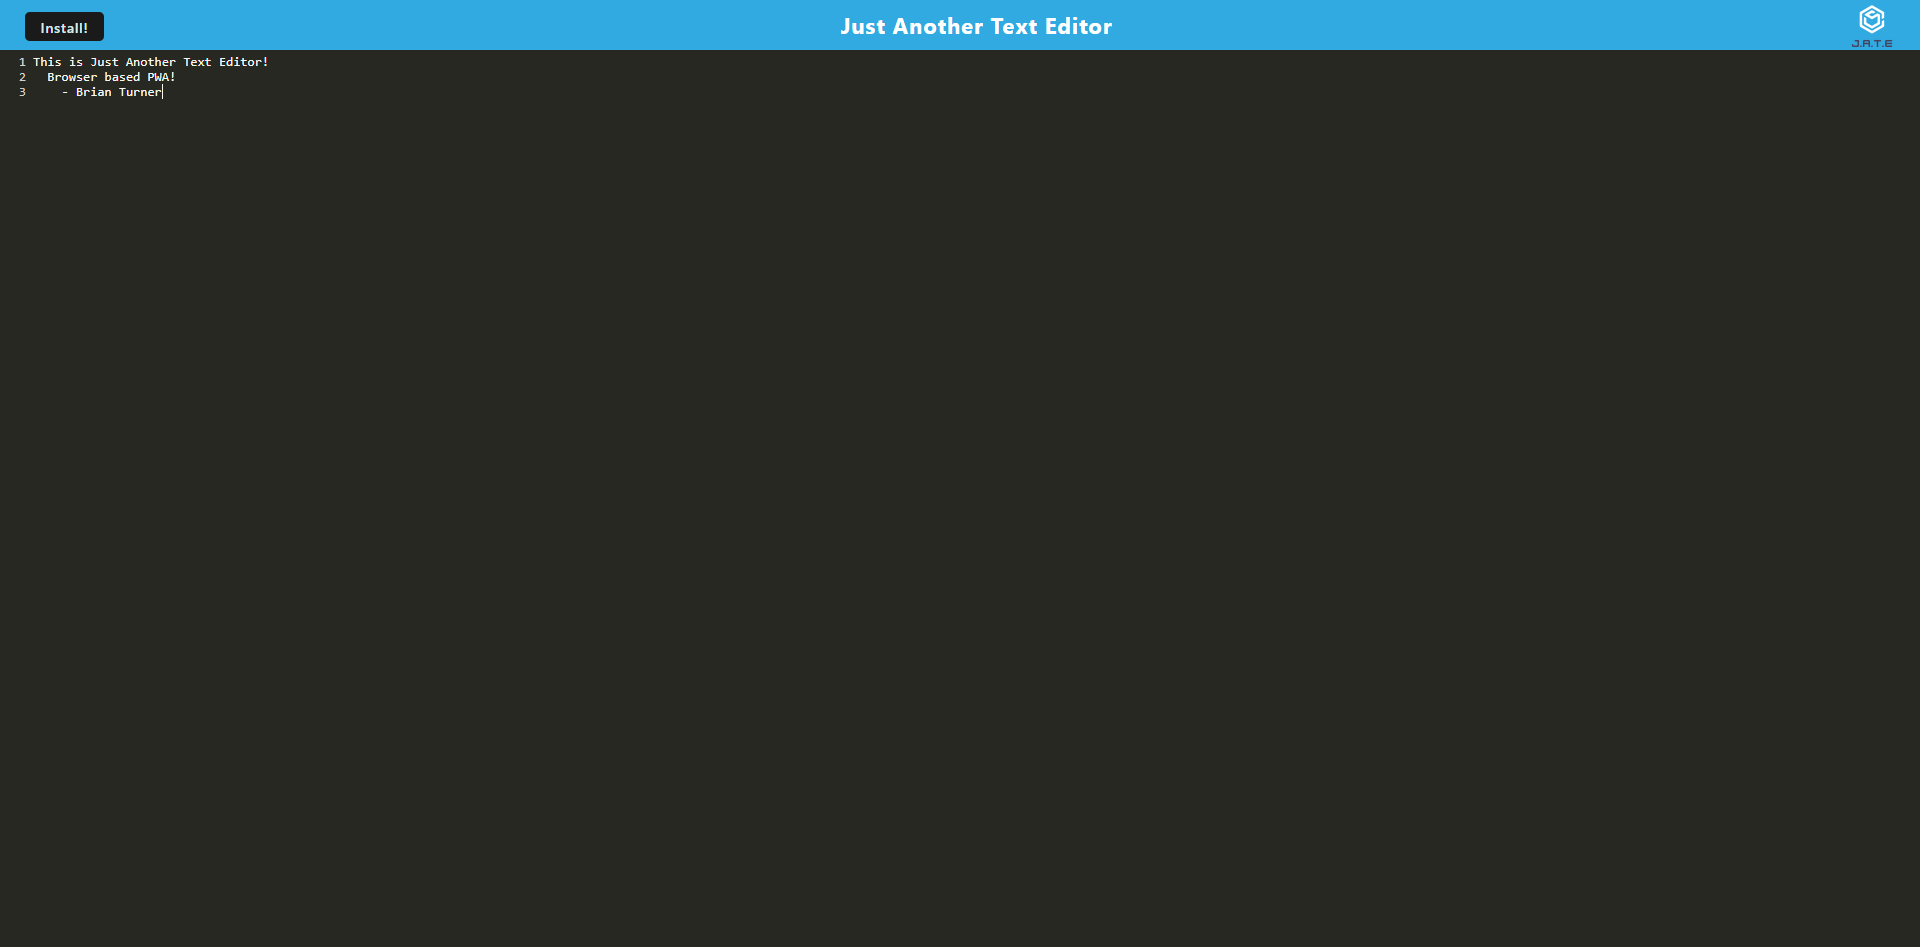 Install!
Just Another Text Editor
J.A.T.E
1 This is Just Another Text Editor!
2   Browser based PWA!
3     - Brian Turner